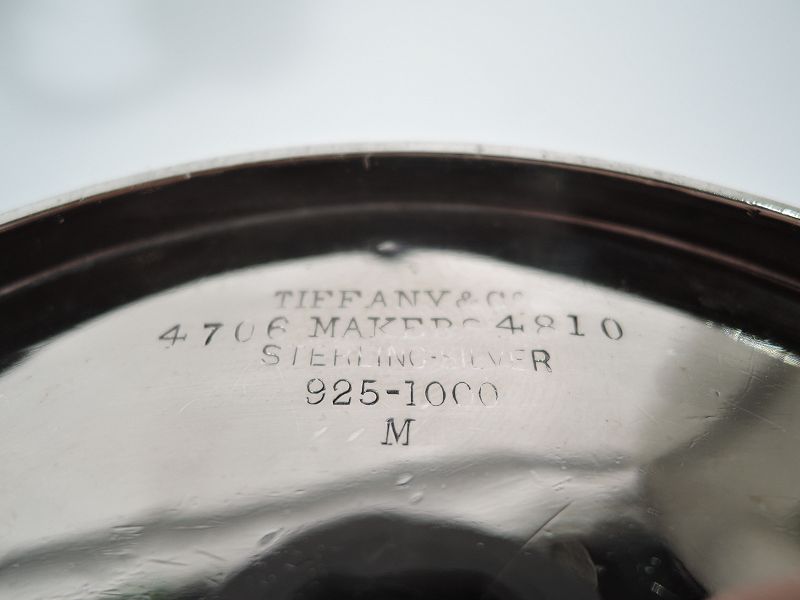 TIFFANY & Co
4706 MAKERS 4810
STERLING-SILVER
925-1000
M